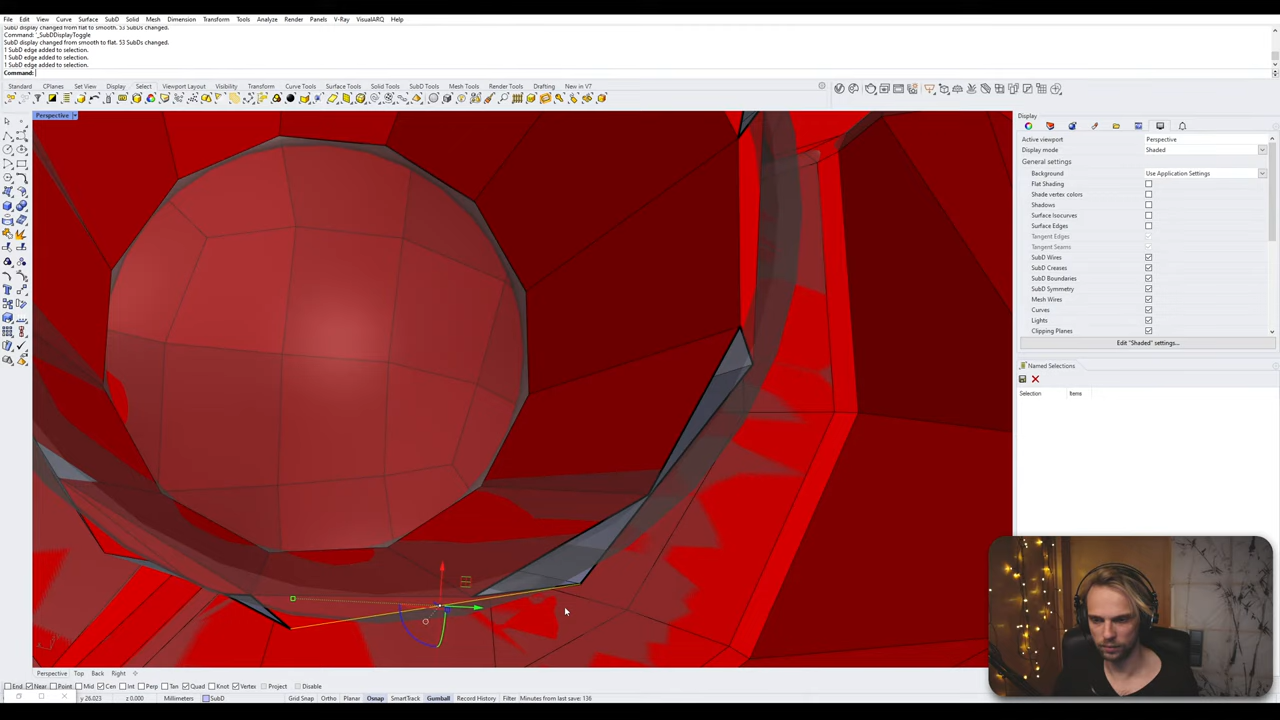 File Edit View Curve Surface SubD Solid Mesh Dimension Transform Tools Analyze Render Panels V-Ray VisualARQ Help
SubD display changed from flat to smooth. 53 SubDs changed.
Command: '_SubDDisplayToggle
SubD display changed from smooth to flat. 53 SubDs changed.
1 SubD edge added to selection.
1 SubD edge added to selection.
1 SubD edge added to selection.
Command:
Standard CPlanes Set View Display Select Viewport Layout Visibility Transform Curve Tools Surface Tools Solid Tools SubD Tools Mesh Tools Render Tools Drafting New in V7
Perspective
Display
Active viewport Perspective
Display mode Shaded
General settings
Background Use Application Settings
Flat Shading
Shade vertex colors
Shadows
Surface Isocurves
Surface Edges
Tangent Edges
Tangent Seams
SubD Wires
SubD Creases
SubD Boundaries
SubD Symmetry
Mesh Wires
Curves
Lights
Clipping Planes
Edit "Shaded" settings...
Named Selections
Selection Items
Perspective Top Back Right
End Near Point Mid Cen Int Perp Tan Quad Knot Vertex Project Disable
y 26.023 z 0.000 Millimeters SubD Grid Snap Ortho Planar Osnap SmartTrack Gumball Record History Filter Minutes from last save: 136